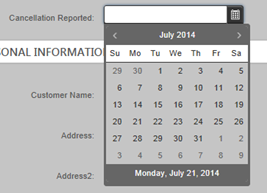 Cancellation Reported:
July 2014
Su Mo Tu We Th Fr Sa
29 30 1 2 3 4 5
6 7 8 9 10 11 12
13 14 15 16 17 18 19
20 21 22 23 24 25 26
27 28 29 30 31 1 2
3 4 5 6 7 8 9
Monday, July 21, 2014
SONAL INFORMATIO
Customer Name:
Address:
Address2: